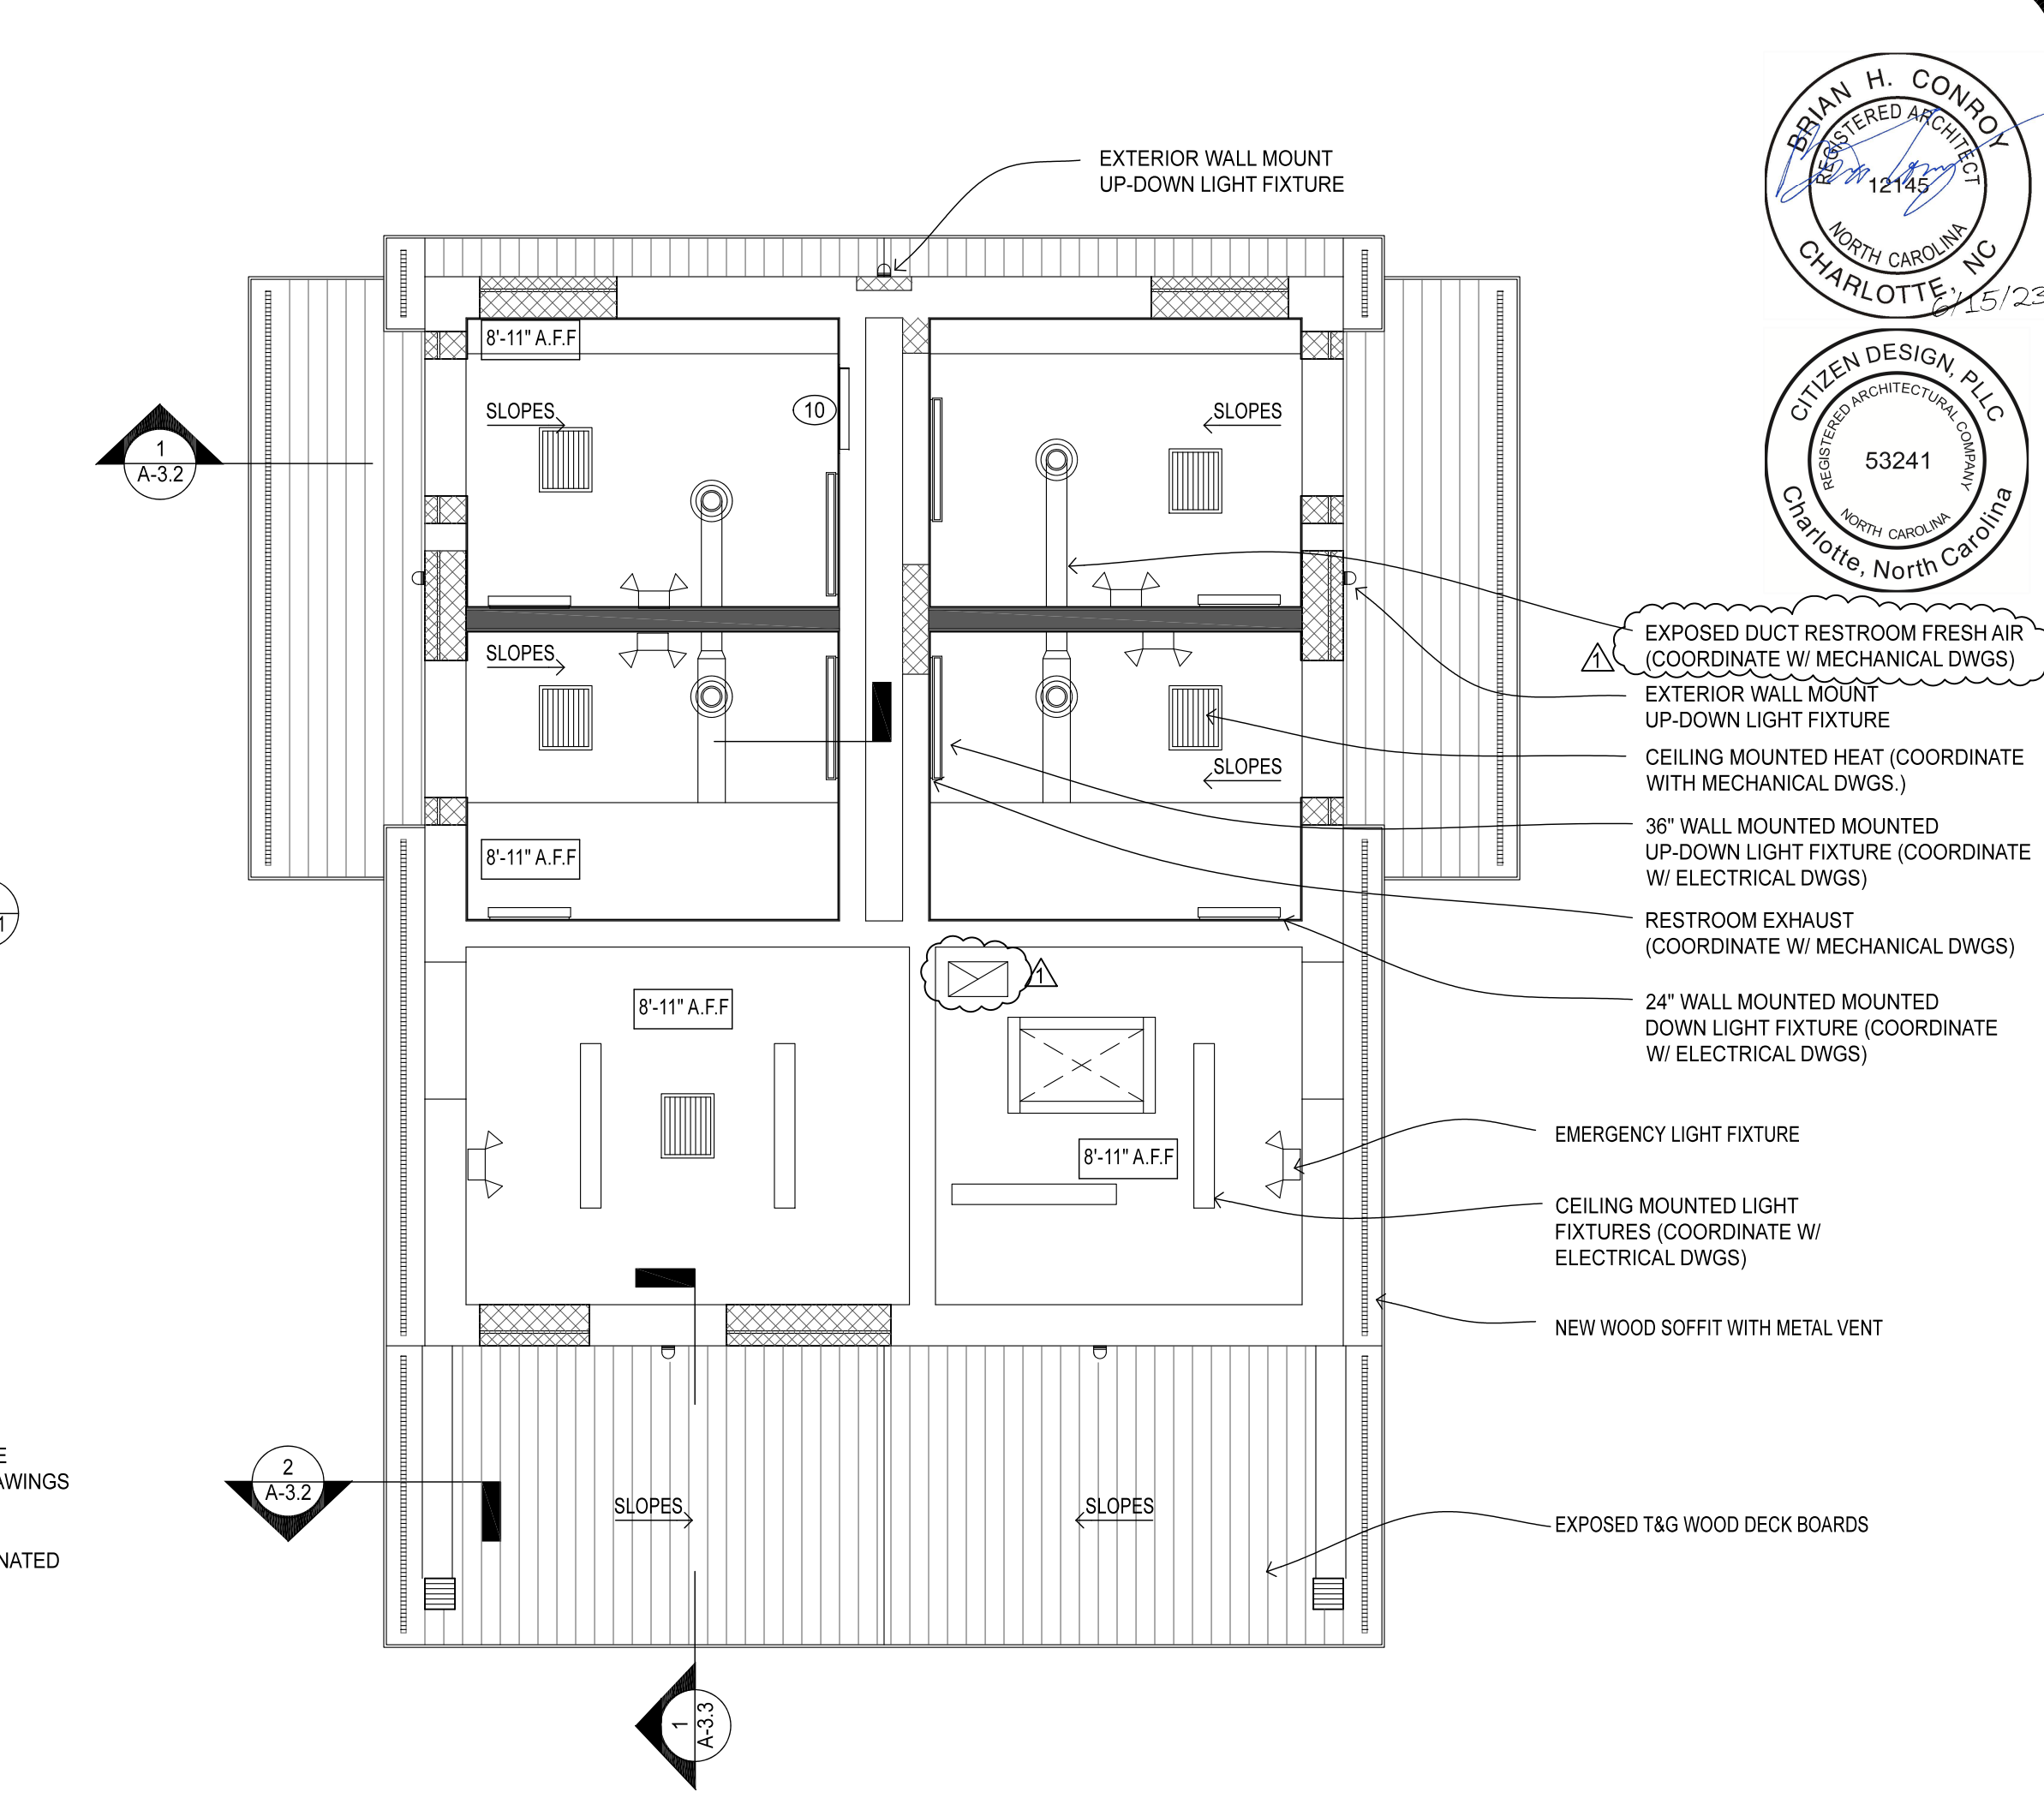 EXTERIOR WALL MOUNT
UP-DOWN LIGHT FIXTURE
BRIAN H. CONROY
REGISTERED ARCHITECT
12145
NORTH CAROLINA
CHARLOTTE, NC
6/15/23
CITIZEN DESIGN, PLLC
REGISTERED ARCHITECTURAL COMPANY
53241
NORTH CAROLINA
Charlotte, North Carolina
8'-11" A.F.F
SLOPES
10
SLOPES
1
A-3.2
SLOPES
SLOPES
8'-11" A.F.F
1
EXPOSED DUCT RESTROOM FRESH AIR
(COORDINATE W/ MECHANICAL DWGS)
1
EXTERIOR WALL MOUNT
UP-DOWN LIGHT FIXTURE
CEILING MOUNTED HEAT (COORDINATE
WITH MECHANICAL DWGS.)
36" WALL MOUNTED MOUNTED
UP-DOWN LIGHT FIXTURE (COORDINATE
W/ ELECTRICAL DWGS)
RESTROOM EXHAUST
(COORDINATE W/ MECHANICAL DWGS)
24" WALL MOUNTED MOUNTED
DOWN LIGHT FIXTURE (COORDINATE
W/ ELECTRICAL DWGS)
1
8'-11" A.F.F
8'-11" A.F.F
EMERGENCY LIGHT FIXTURE
CEILING MOUNTED LIGHT
FIXTURES (COORDINATE W/
ELECTRICAL DWGS)
NEW WOOD SOFFIT WITH METAL VENT
E
AWINGS
NATED
2
A-3.2
SLOPES
SLOPES
EXPOSED T&G WOOD DECK BOARDS
1
A-3.3